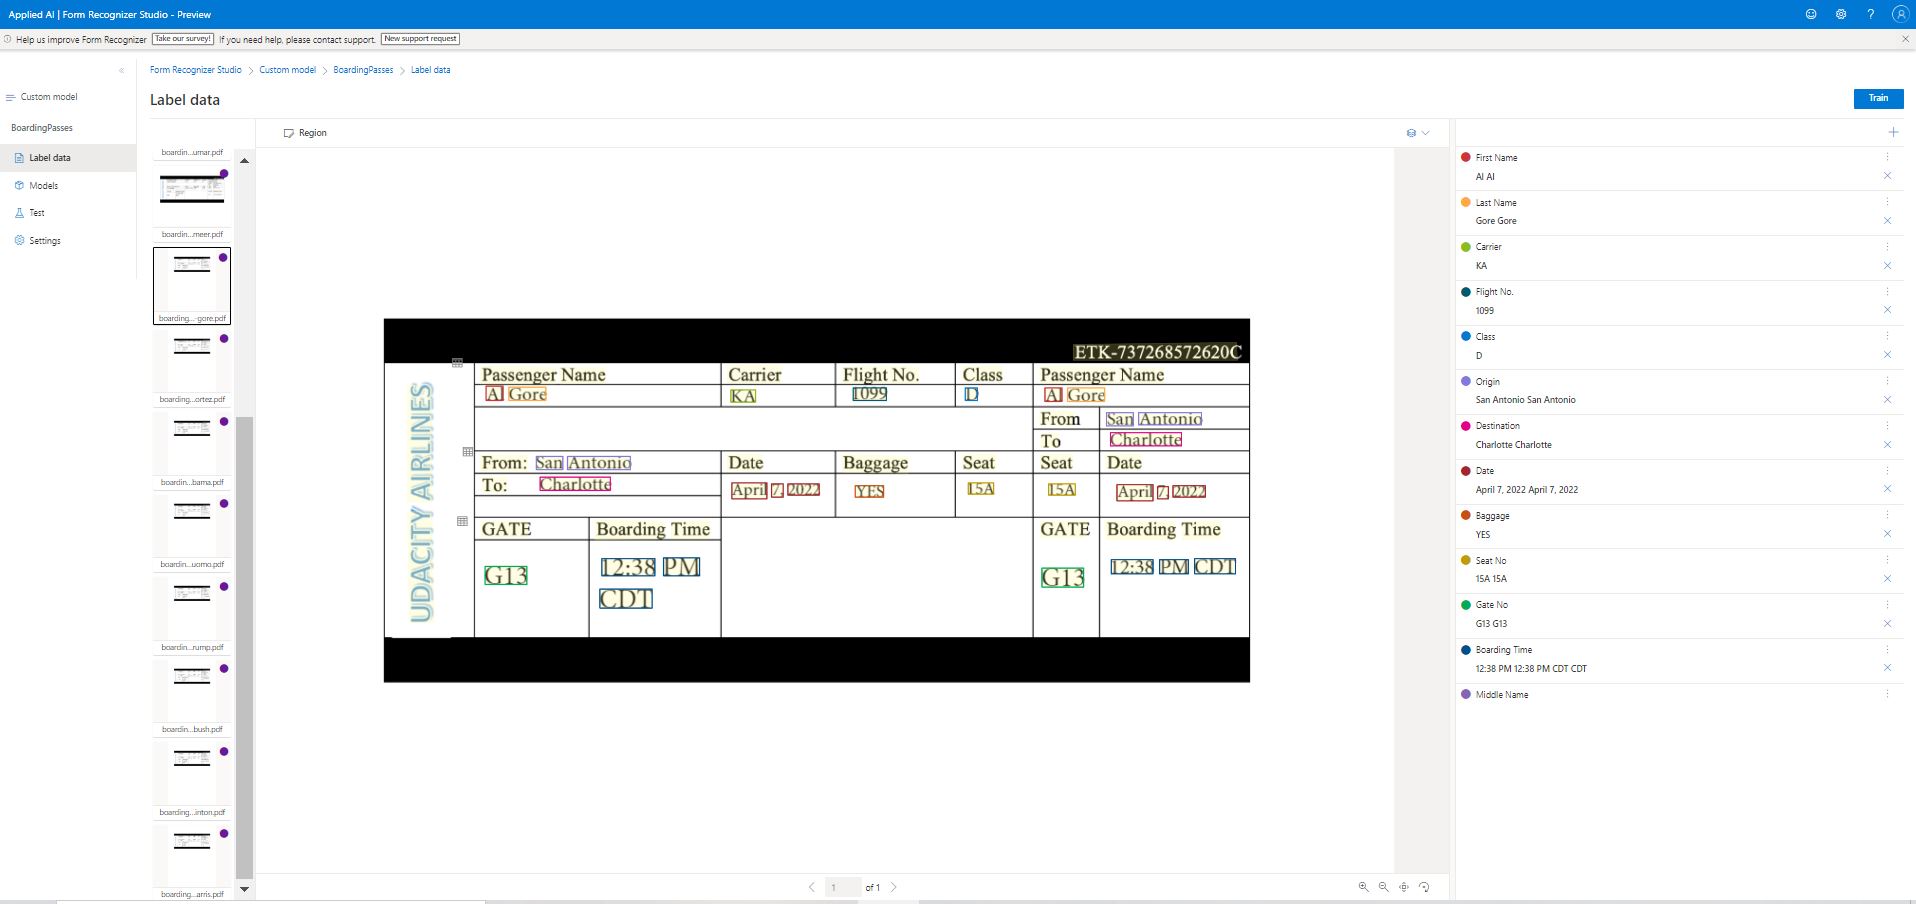 Applied AI | Form Recognizer Studio - Preview
Help us improve Form Recognizer Take our survey! If you need help, please contact support. New support request
Form Recognizer Studio > Custom model > BoardingPasses > Label data
Custom model
BoardingPasses
Label data
Models
Test
Settings
Label data
Train
Region
boardin...umar.pdf
boardin...meer.pdf
boarding...-gore.pdf
boarding...ortez.pdf
boardin...bama.pdf
boardin...uomo.pdf
boardin...rump.pdf
boardin...bush.pdf
boarding...inton.pdf
boarding...arris.pdf
ETK-737268572620C
UDACITY AIRLINES
Passenger Name Carrier Flight No. Class Passenger Name
Al Gore KA 1099 D Al Gore
From San Antonio
To Charlotte
From: San Antonio Date Baggage Seat Seat Date
To: Charlotte April 7, 2022 YES 15A 15A April 7, 2022
GATE Boarding Time GATE Boarding Time
G13 12:38 PM CDT G13 12:38 PM CDT
1 of 1
First Name
Al Al
Last Name
Gore Gore
Carrier
KA
Flight No.
1099
Class
D
Origin
San Antonio San Antonio
Destination
Charlotte Charlotte
Date
April 7, 2022 April 7, 2022
Baggage
YES
Seat No
15A 15A
Gate No
G13 G13
Boarding Time
12:38 PM 12:38 PM CDT CDT
Middle Name